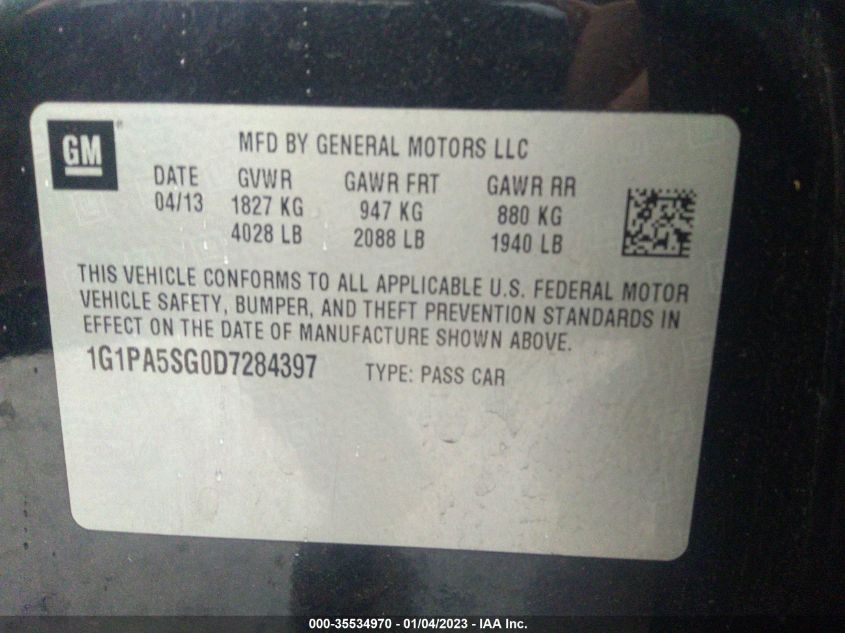 GM
MFD BY GENERAL MOTORS LLC
DATE GVWR GAWR FRT GAWR RR
04/13 1827 KG 947 KG 880 KG
4028 LB 2088 LB 1940 LB
THIS VEHICLE CONFORMS TO ALL APPLICABLE U.S. FEDERAL MOTOR
VEHICLE SAFETY, BUMPER, AND THEFT PREVENTION STANDARDS IN
EFFECT ON THE DATE OF MANUFACTURE SHOWN ABOVE.
1G1PA5SG0D7284397 TYPE: PASS CAR
000-35534970 - 01/04/2023 - IAA Inc.